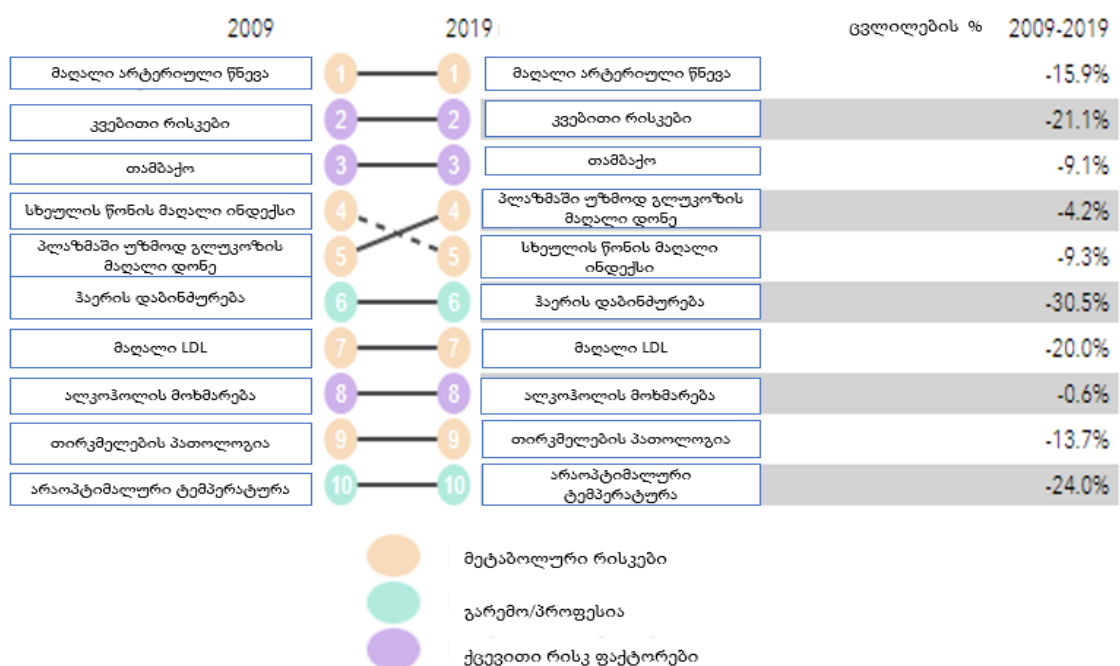 2009 2019 ცვლილების % 2009-2019
მაღალი არტერიული წნევა 1 1 მაღალი არტერიული წნევა -15.9%
კვებითი რისკები 2 2 კვებითი რისკები -21.1%
თამბაქო 3 3 თამბაქო -9.1%
სხეულის წონის მაღალი ინდექსი 4 4 პლაზმაში უზმოდ გლუკოზის
მაღალი დონე -4.2%
პლაზმაში უზმოდ გლუკოზის
მაღალი დონე 5 5 სხეულის წონის მაღალი
ინდექსი -9.3%
ჰაერის დაბინძურება 6 6 ჰაერის დაბინძურება -30.5%
მაღალი LDL 7 7 მაღალი LDL -20.0%
ალკოჰოლის მოხმარება 8 8 ალკოჰოლის მოხმარება -0.6%
თირკმელების პათოლოგია 9 9 თირკმელების პათოლოგია -13.7%
არაოპტიმალური ტემპერატურა 10 10 არაოპტიმალური
ტემპერატურა -24.0%
მეტაბოლური რისკები
გარემო/პროფესია
ქცევითი რისკ ფაქტორები